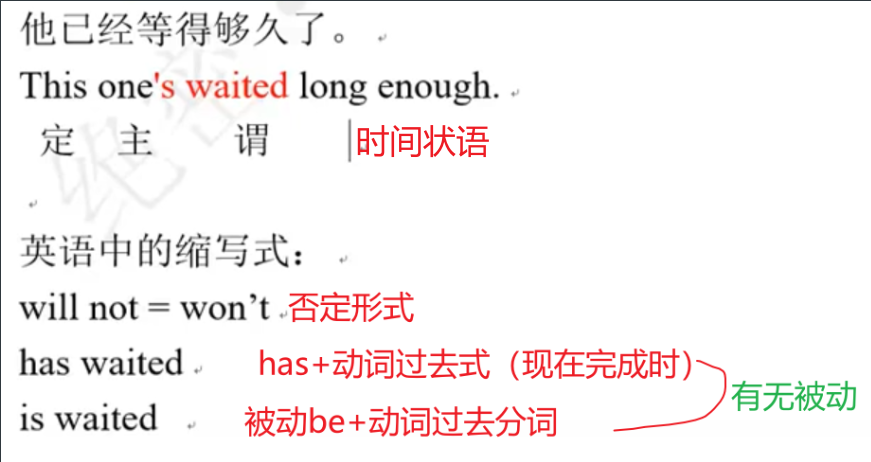 他已经等得够久了。
This one's waited long enough.
定 主 谓 时间状语
英语中的缩写式：
will not = won’t 否定形式
has waited has+动词过去式（现在完成时）
有无被动
is waited 被动be+动词过去分词
绝密